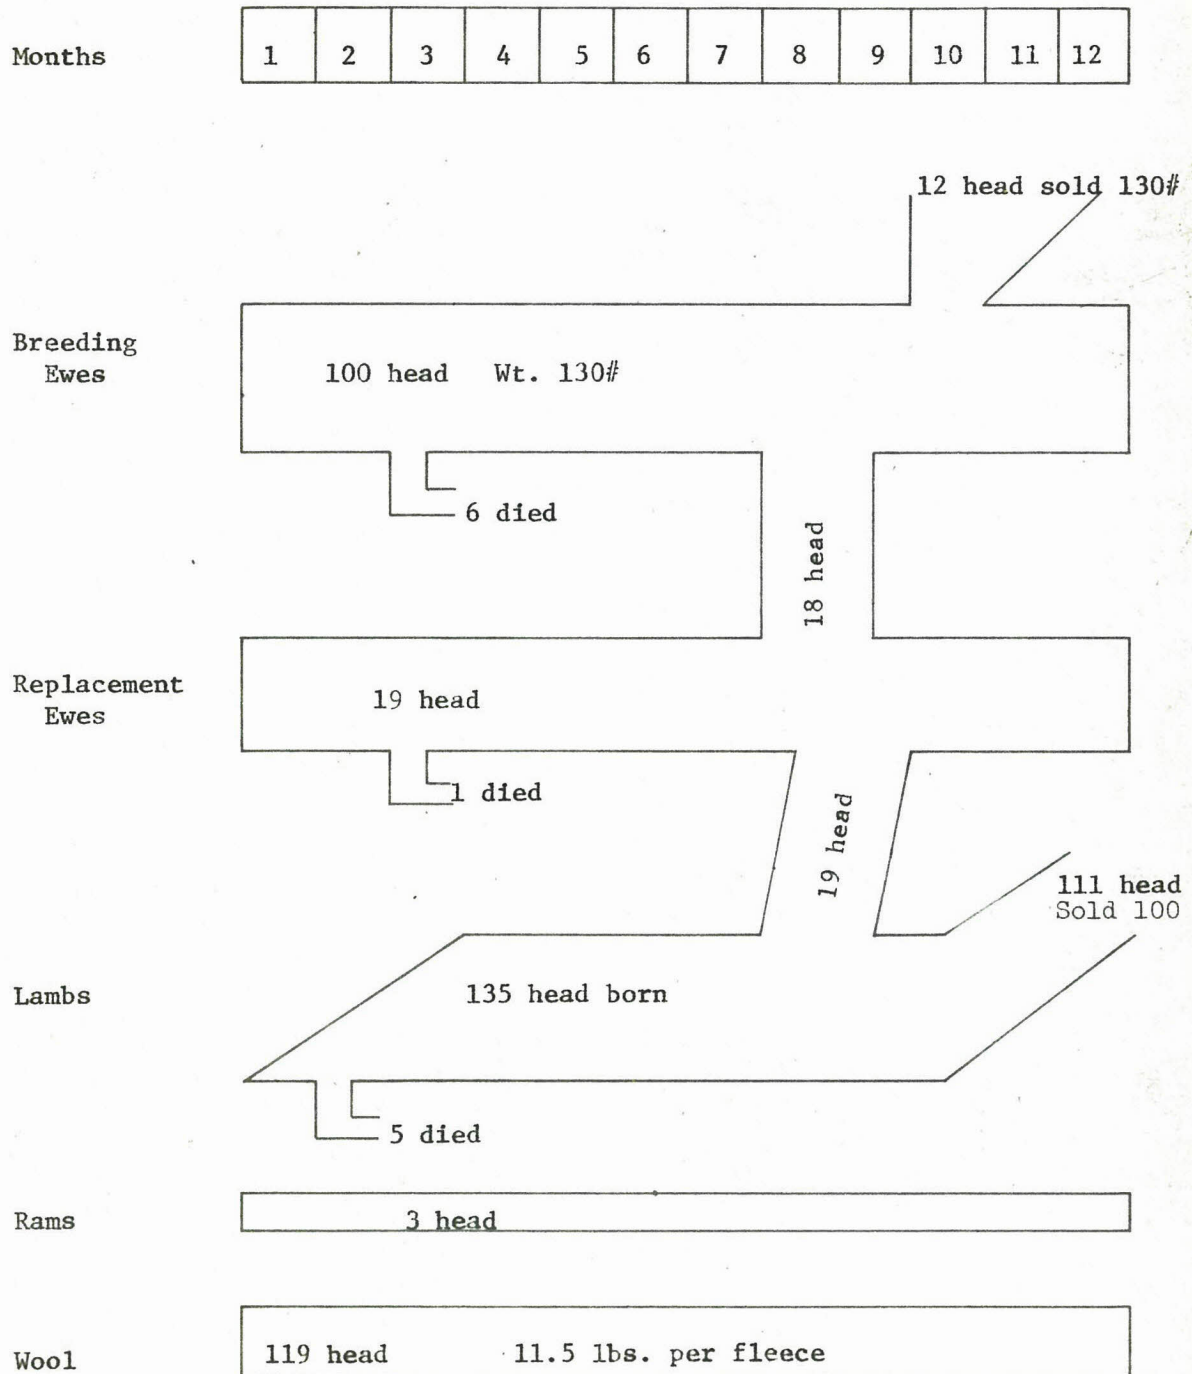 Months 1 2 3 4 5 6 7 8 9 10 11 12
12 head sold 130#
Breeding
Ewes
100 head Wt. 130#
6 died
18 head
Replacement
Ewes
19 head
1 died
19 head
111 head
Sold 100
Lambs
135 head born
5 died
Rams
3 head
Wool
119 head 11.5 lbs. per fleece